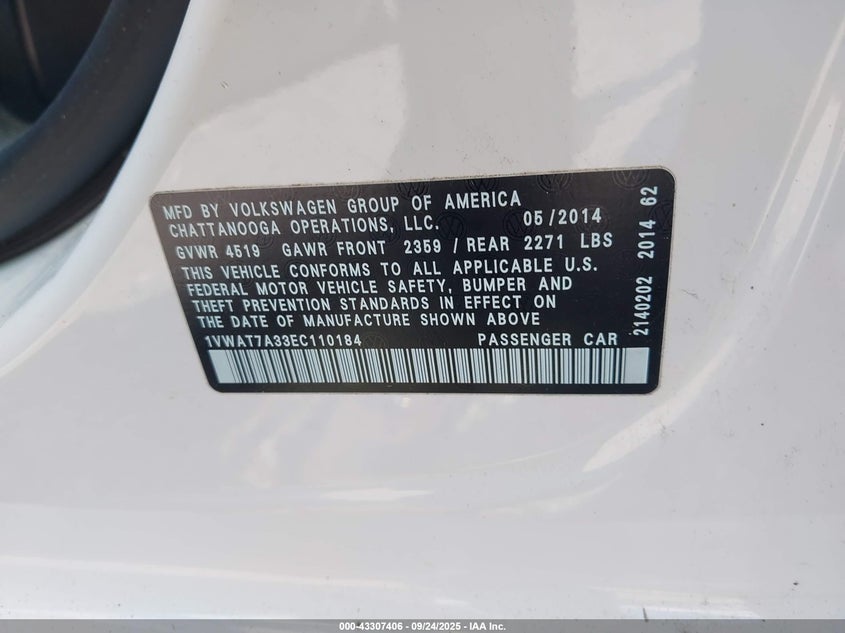 MFD BY VOLKSWAGEN GROUP OF AMERICA
CHATTANOOGA OPERATIONS, LLC. 05/2014
GVWR 4519 GAWR FRONT 2359 / REAR 2271 LBS
THIS VEHICLE CONFORMS TO ALL APPLICABLE U.S.
FEDERAL MOTOR VEHICLE SAFETY, BUMPER AND
THEFT PREVENTION STANDARDS IN EFFECT ON
THE DATE OF MANUFACTURE SHOWN ABOVE
1VWAT7A33EC110184 PASSENGER CAR
2140202 2014 62
000-43307406 - 09/24/2025 - IAA Inc.